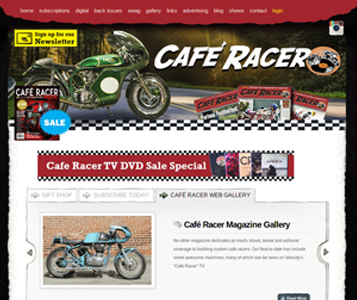 home subscriptions digital back issues swag gallery links advertising blog shows contact login
Sign up for our
Newsletter
CAFE RACER
CAFÉ RACER
SALE
Cafe Racer TV DVD Sale Special
GIFT SHOP
SUBSCRIBE TODAY!
CAFE RACER WEB GALLERY
Café Racer Magazine Gallery
No other magazine dedicates as much, blood, sweat and editorial
coverage to building custom cafe racers. Our fleet to date has include
some awesome machines, many of which can be seen on Velocity's
"Café Racer" TV.
Read More